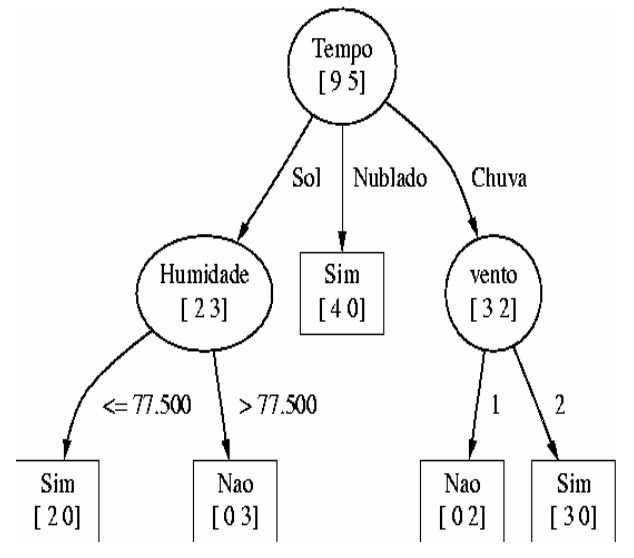 Tempo
[ 9 5]
Sol
Nublado
Chuva
Humidade
[ 2 3]
Sim
[ 4 0]
vento
[ 3 2]
<= 77.500
> 77.500
1
2
Sim
[ 2 0]
Nao
[ 0 3]
Nao
[ 0 2]
Sim
[ 3 0]